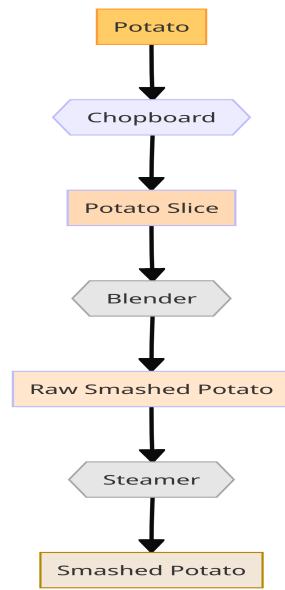 Potato
Chopboard
Potato Slice
Blender
Raw Smashed Potato
Steamer
Smashed Potato